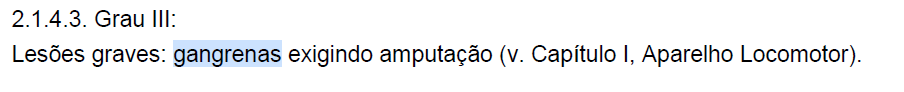 2.1.4.3. Grau III:
Lesões graves: gangrenas exigindo amputação (v. Capítulo I, Aparelho Locomotor).